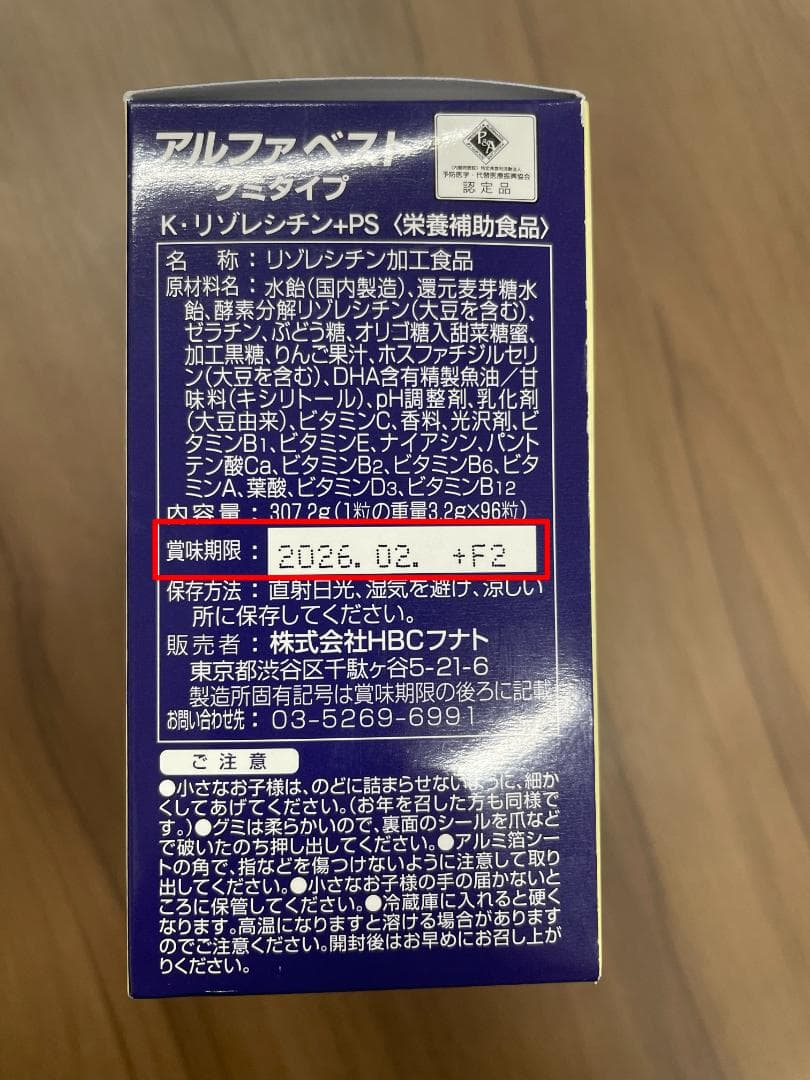 アルファ ベスト
グミタイプ
P&A
予防医学・代替医療振興協会
認定品
K・リゾレシチン+PS〈栄養補助食品〉
名　称：リゾレシチン加工食品
原材料名：水飴(国内製造)、還元麦芽糖水
飴、酵素分解リゾレシチン(大豆を含む)、
ゼラチン、ぶどう糖、オリゴ糖入甜菜糖蜜、
加工黒糖、りんご果汁、ホスファチジルセリ
ン(大豆を含む)、DHA含有精製魚油／甘
味料(キシリトール)、pH調整剤、乳化剤
(大豆由来)、ビタミンC、香料、光沢剤、ビ
タミンB1、ビタミンE、ナイアシン、パント
テン酸Ca、ビタミンB2、ビタミンB6、ビタ
ミンA、葉酸、ビタミンD3、ビタミンB12
内容量：307.2g(1粒の重量3.2g×96粒)
賞味期限：2026.02. +F2
保存方法：直射日光、湿気を避け、涼しい
所に保存してください。
販売者：株式会社HBCフナト
東京都渋谷区千駄ヶ谷5-21-6
製造所固有記号は賞味期限の後ろに記載
お問い合わせ先：03-5269-6991
ご注意
●小さなお子様は、のどに詰まらせないように、細か
くしてあげてください。(お年を召した方も同様で
す。)●グミは柔らかいので、裏面のシールを爪など
で破いたのち押し出してください。●アルミ箔シー
トの角で、指などを傷つけないように注意して取り
出してください。●小さなお子様の手の届かないと
ころに保管してください。●冷蔵庫に入れると硬く
なります。高温になりますと溶ける場合があります
のでご注意ください。開封後はお早めにお召し上が
りください。